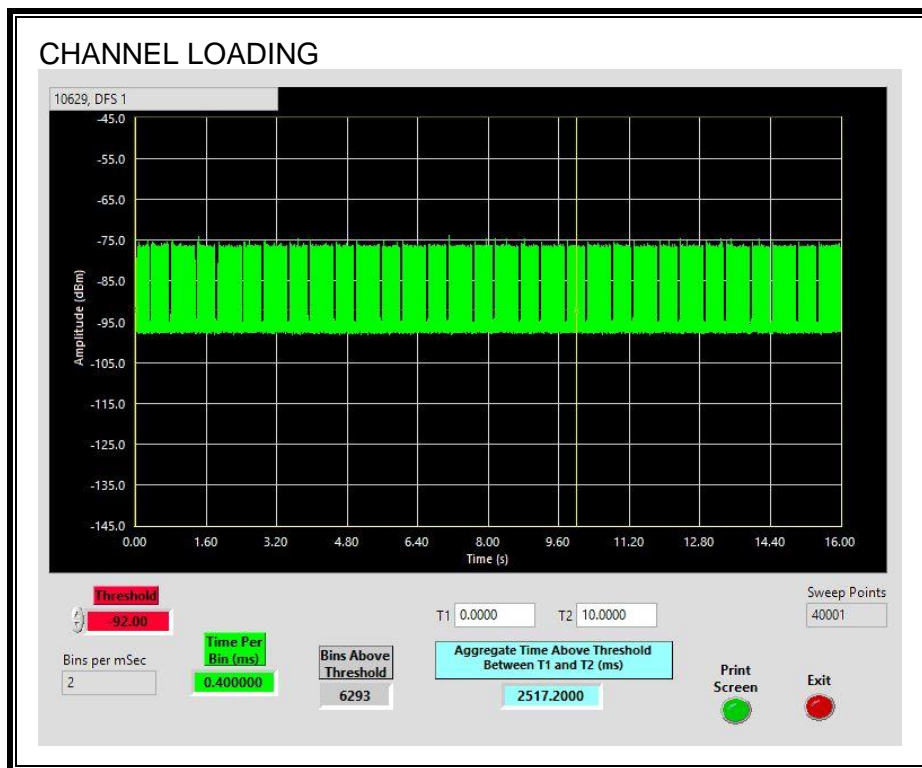 CHANNEL LOADING
10629, DFS 1
-45.0
-55.0
-65.0
-75.0
-85.0
-95.0
-105.0
-115.0
-125.0
-135.0
-145.0
Amplitude (dBm)
0.00 1.60 3.20 4.80 6.40 8.00 9.60 11.20 12.80 14.40 16.00
Time (s)
Threshold
-92.00
Bins per mSec
2
Time Per
Bin (ms)
0.400000
Bins Above
Threshold
6293
T1 0.0000 T2 10.0000
Aggregate Time Above Threshold
Between T1 and T2 (ms)
2517.2000
Sweep Points
40001
Print
Screen
Exit